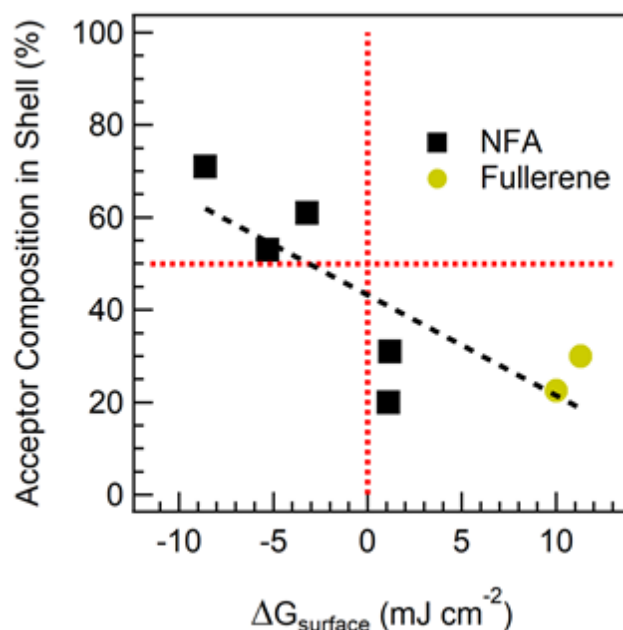 Acceptor Composition in Shell (%)
100
80
60
40
20
0
NFA
Fullerene
-10
-5
0
5
10
ΔGsurface (mJ cm-2)